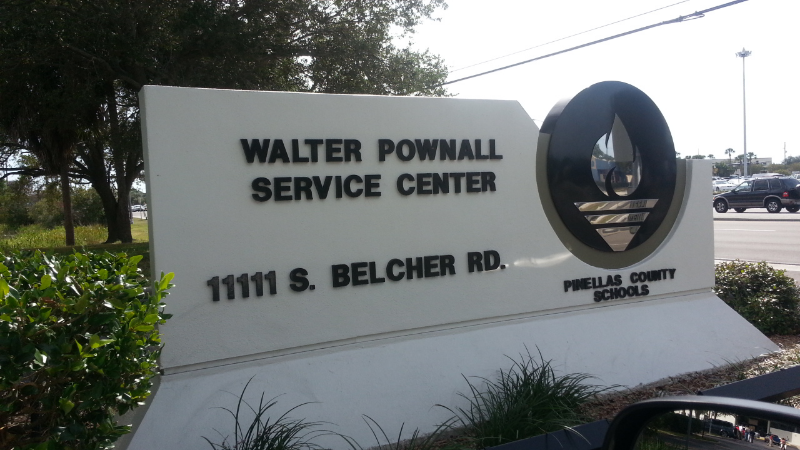 WALTER POWNALL
SERVICE CENTER
11111 S. BELCHER RD.
PINELLAS COUNTY
SCHOOLS